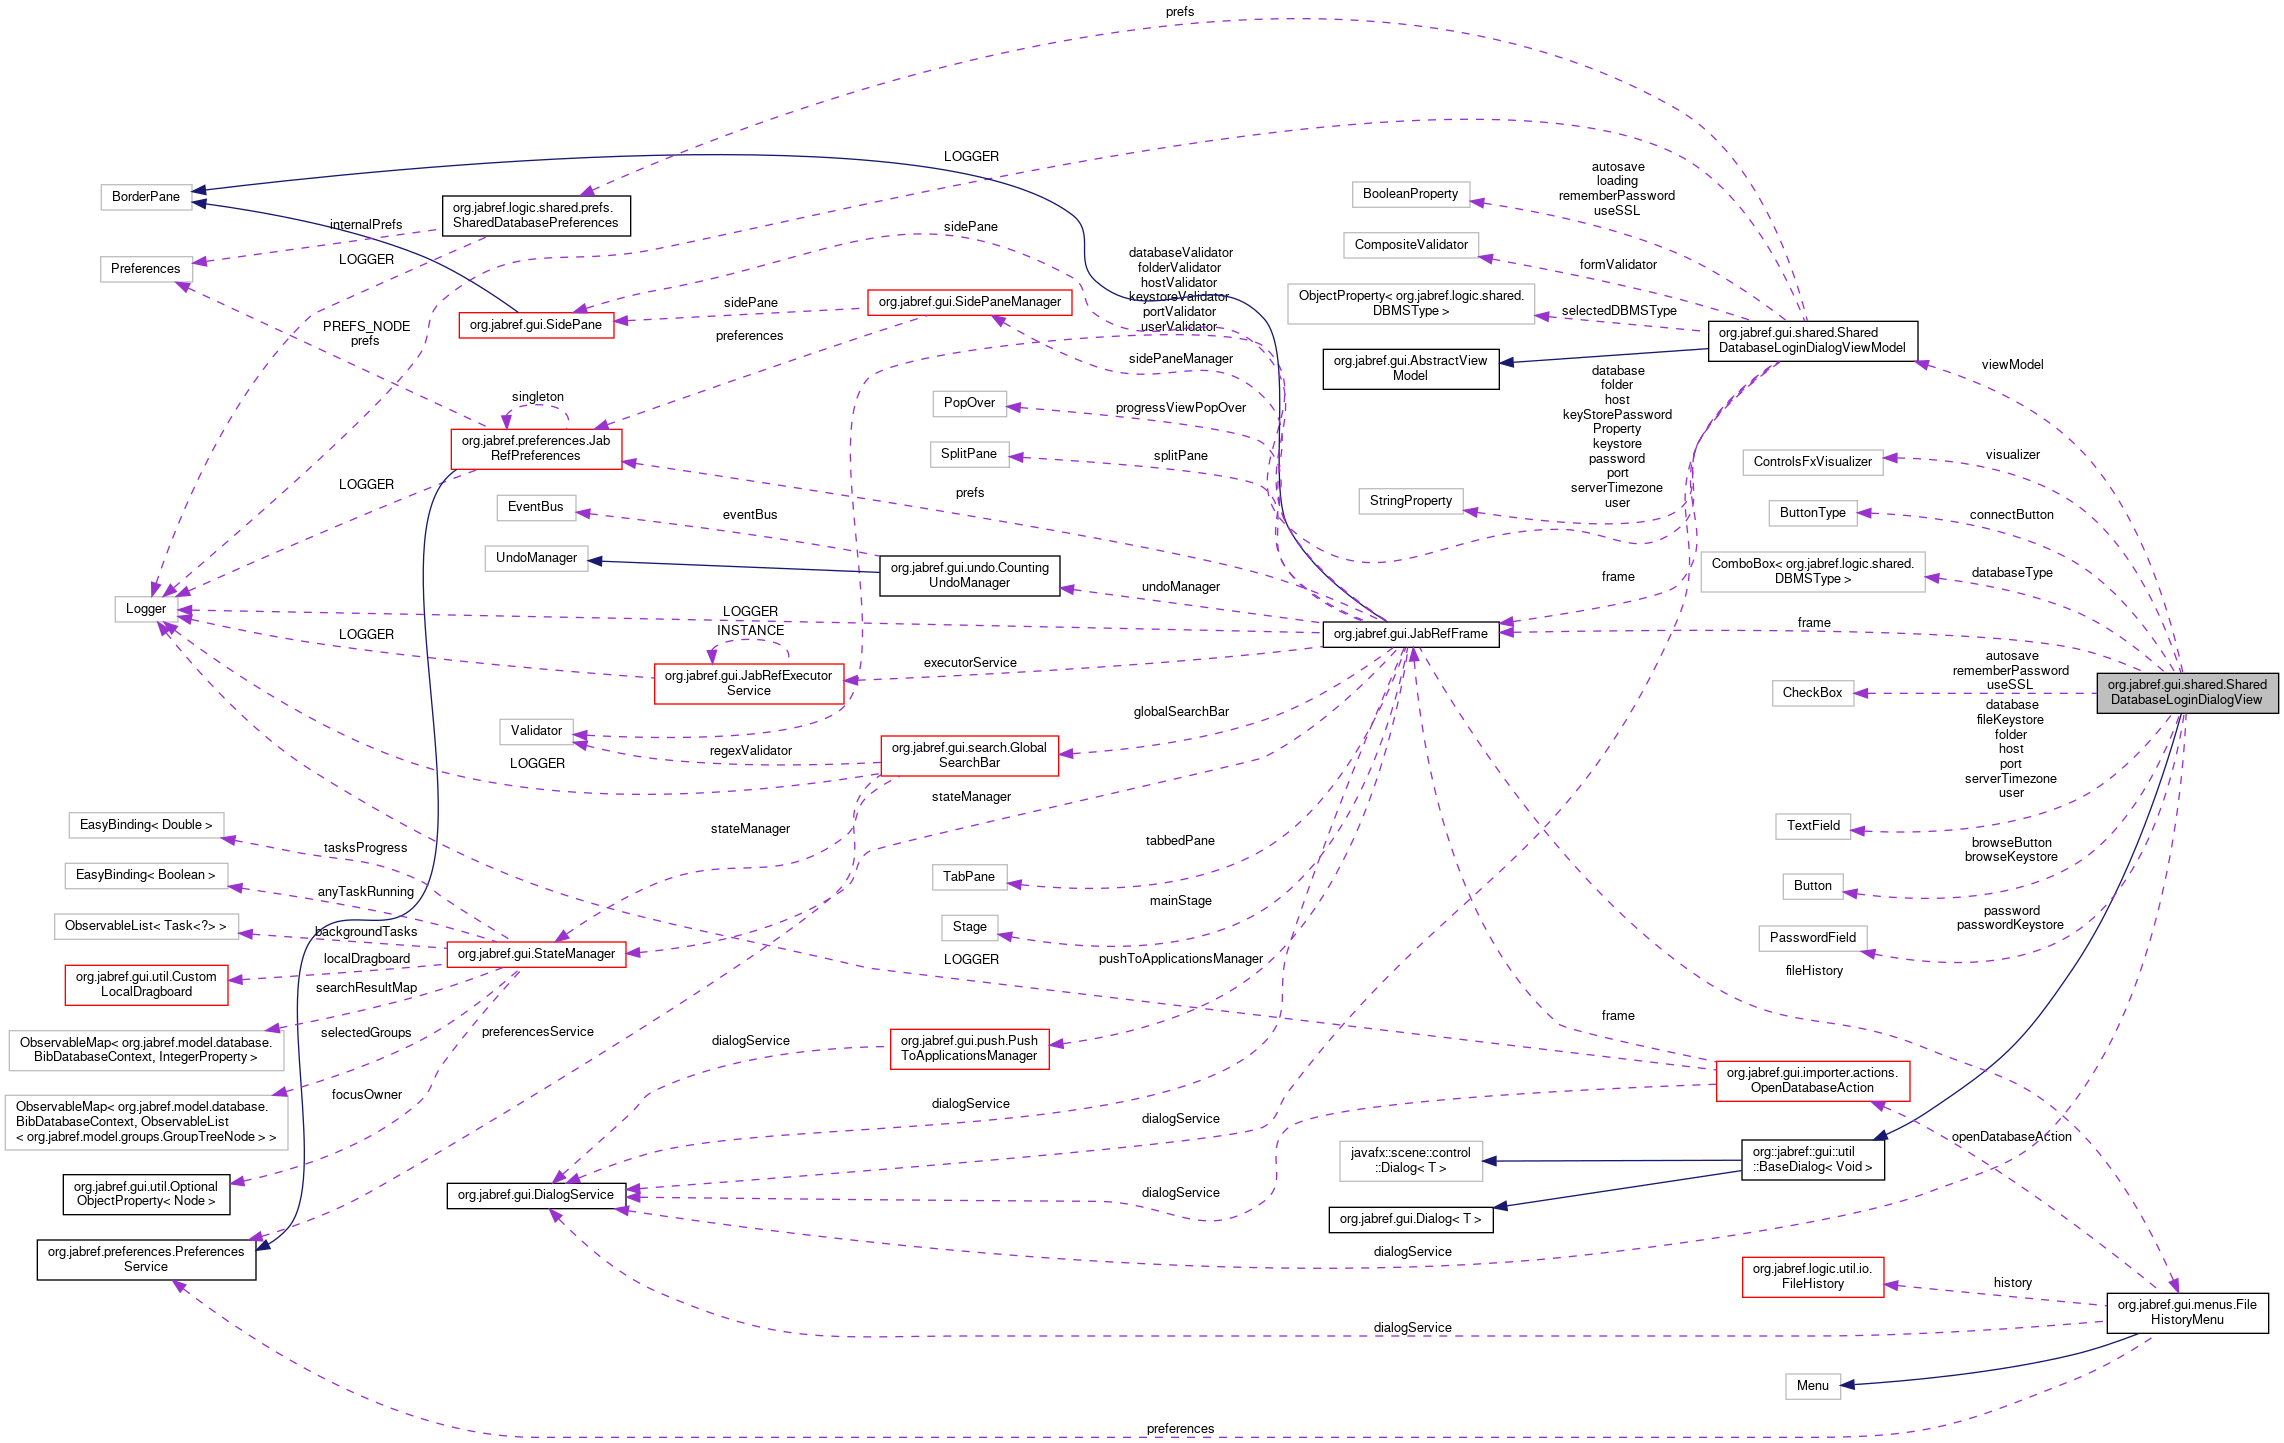 prefs
LOGGER
BorderPane
org.jabref.logic.shared.prefs.
SharedDatabasePreferences
internalPrefs
sidePane
autosave
loading
rememberPassword
useSSL
BooleanProperty
CompositeValidator
formValidator
Preferences
LOGGER
databaseValidator
folderValidator
hostValidator
keystoreValidator
portValidator
userValidator
ObjectProperty< org.jabref.logic.shared.
DBMSType >
selectedDBMSType
org.jabref.gui.SidePane
sidePane
org.jabref.gui.SidePaneManager
PREFS_NODE
prefs
preferences
sidePaneManager
org.jabref.gui.shared.Shared
DatabaseLoginDialogViewModel
org.jabref.gui.AbstractView
Model
viewModel
singleton
PopOver
progressViewPopOver
database
folder
host
keyStorePassword
Property
keystore
password
port
serverTimezone
user
org.jabref.preferences.Jab
RefPreferences
SplitPane
splitPane
ControlsFxVisualizer
visualizer
LOGGER
prefs
StringProperty
EventBus
eventBus
ButtonType
connectButton
UndoManager
org.jabref.gui.undo.Counting
UndoManager
undoManager
frame
ComboBox< org.jabref.logic.shared.
DBMSType >
databaseType
Logger
LOGGER
INSTANCE
LOGGER
org.jabref.gui.JabRefFrame
frame
executorService
org.jabref.gui.JabRefExecutor
Service
autosave
rememberPassword
useSSL
CheckBox
org.jabref.gui.shared.Shared
DatabaseLoginDialogView
globalSearchBar
Validator
regexValidator
org.jabref.gui.search.Global
SearchBar
LOGGER
database
fileKeystore
folder
host
port
serverTimezone
user
stateManager
stateManager
EasyBinding< Double >
tasksProgress
tabbedPane
TextField
browseButton
browseKeystore
EasyBinding< Boolean >
anyTaskRunning
TabPane
Button
mainStage
ObservableList< Task<?> >
backgroundTasks
Stage
password
passwordKeystore
PasswordField
org.jabref.gui.StateManager
LOGGER
pushToApplicationsManager
fileHistory
org.jabref.gui.util.Custom
LocalDragboard
localDragboard
searchResultMap
frame
ObservableMap< org.jabref.model.database.
BibDatabaseContext, IntegerProperty >
selectedGroups
preferencesService
dialogService
org.jabref.gui.push.Push
ToApplicationsManager
org.jabref.gui.importer.actions.
OpenDatabaseAction
focusOwner
dialogService
dialogService
ObservableMap< org.jabref.model.database.
BibDatabaseContext, ObservableList
< org.jabref.model.groups.GroupTreeNode > >
openDatabaseAction
javafx::scene::control
::Dialog< T >
org::jabref::gui::util
::BaseDialog< Void >
org.jabref.gui.util.Optional
ObjectProperty< Node >
org.jabref.gui.DialogService
dialogService
org.jabref.gui.Dialog< T >
org.jabref.preferences.Preferences
Service
dialogService
org.jabref.logic.util.io.
FileHistory
history
org.jabref.gui.menus.File
HistoryMenu
dialogService
Menu
preferences